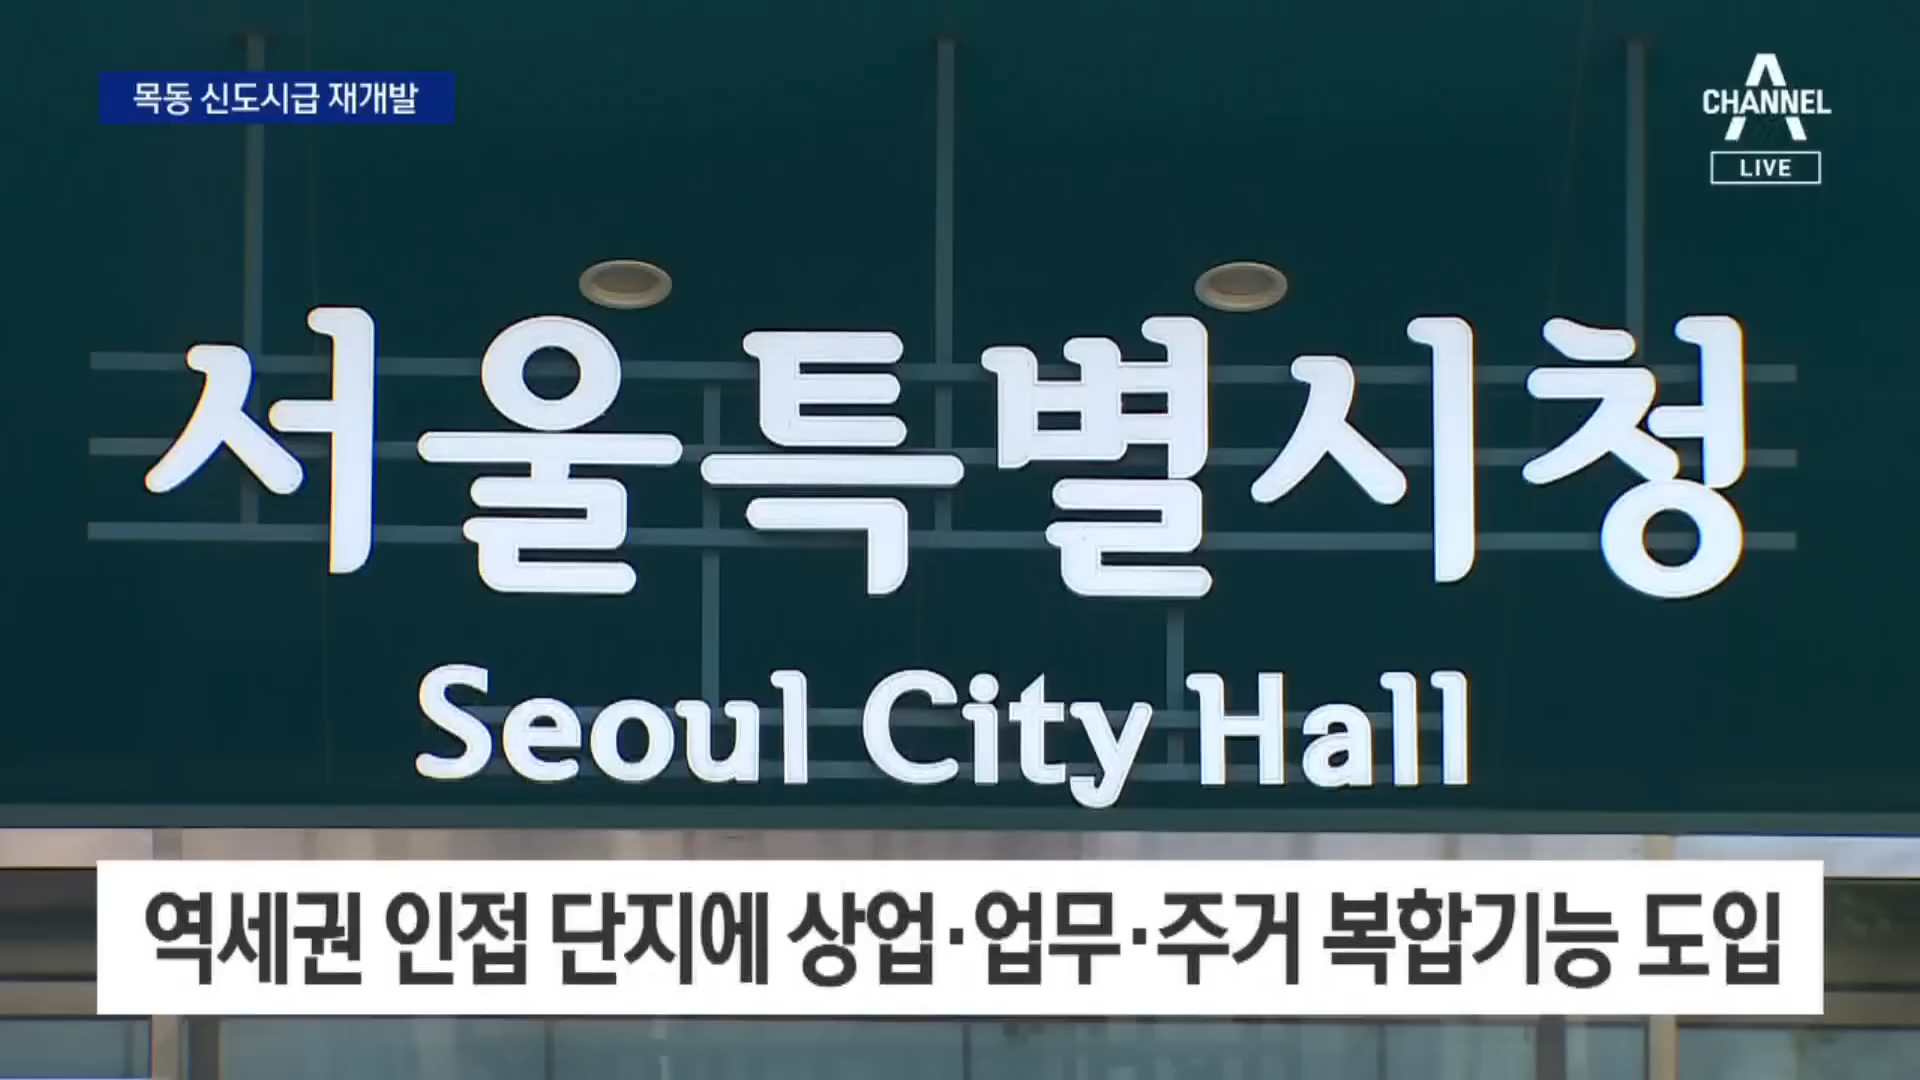 목동 신도시급 재개발
CHANNEL A
LIVE
서울특별시청
Seoul City Hall
역세권 인접 단지에 상업·업무·주거 복합기능 도입